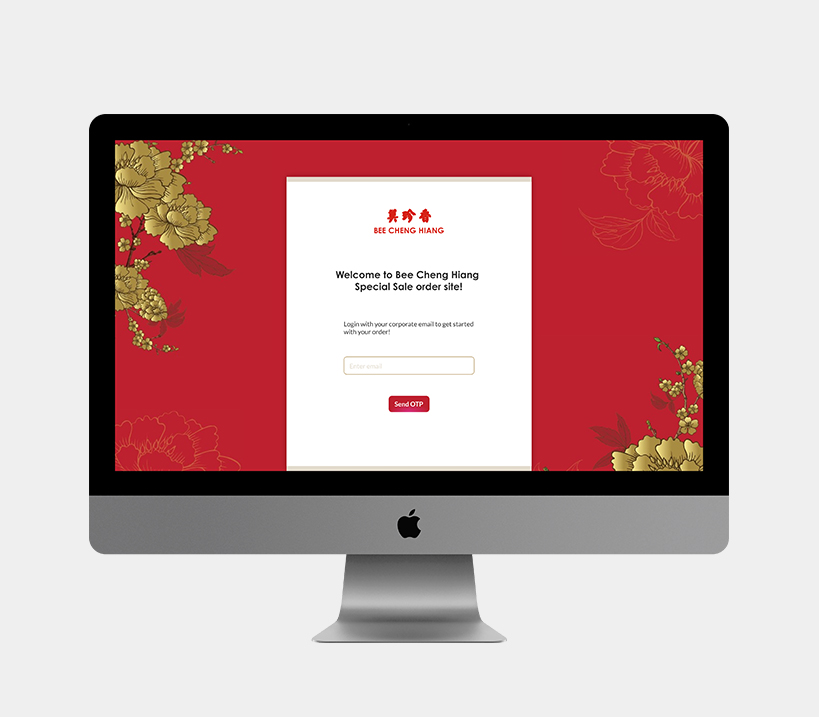 美珍香
BEE CHENG HIANG
Welcome to Bee Cheng Hiang
Special Sale order site!
Login with your corporate email to get started
with your order!
Enter email
Send OTP